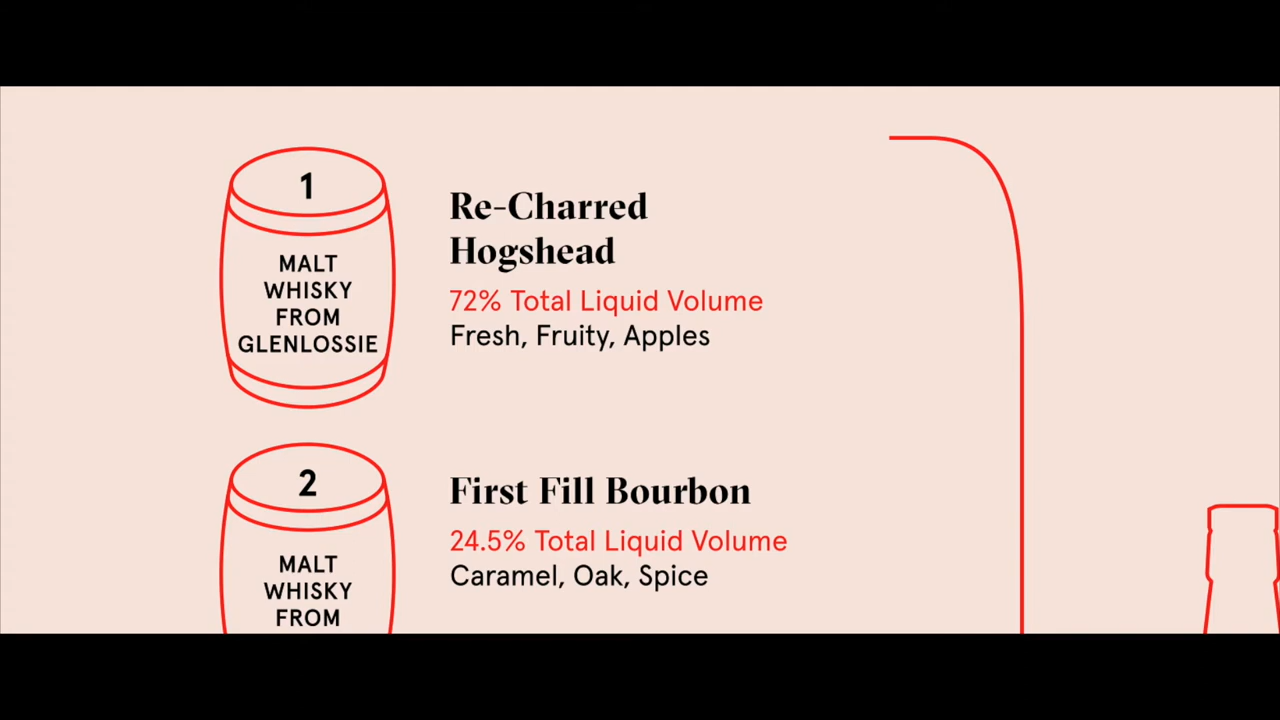 1
MALT
WHISKY
FROM
GLENLOSSIE
Re-Charred
Hogshead
72% Total Liquid Volume
Fresh, Fruity, Apples
2
MALT
WHISKY
FROM
First Fill Bourbon
24.5% Total Liquid Volume
Caramel, Oak, Spice